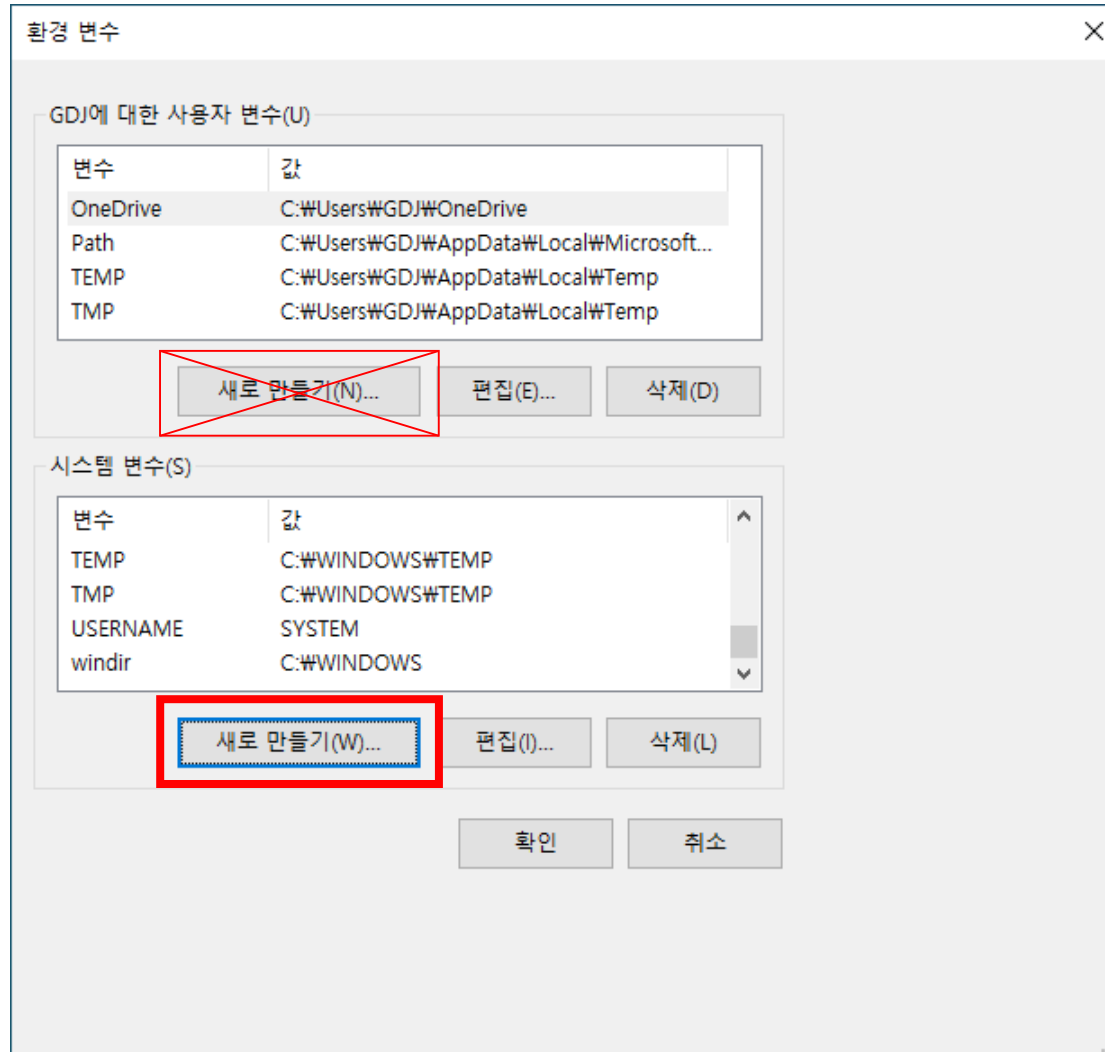 환경 변수
GDJ에 대한 사용자 변수(U)
변수 값
OneDrive C:₩Users₩GDJ₩OneDrive
Path C:₩Users₩GDJ₩AppData₩Local₩Microsoft...
TEMP C:₩Users₩GDJ₩AppData₩Local₩Temp
TMP C:₩Users₩GDJ₩AppData₩Local₩Temp
새로 만들기(N)... 편집(E)... 삭제(D)
시스템 변수(S)
변수 값
TEMP C:₩WINDOWS₩TEMP
TMP C:₩WINDOWS₩TEMP
USERNAME SYSTEM
windir C:₩WINDOWS
새로 만들기(W)... 편집(I)... 삭제(L)
확인 취소